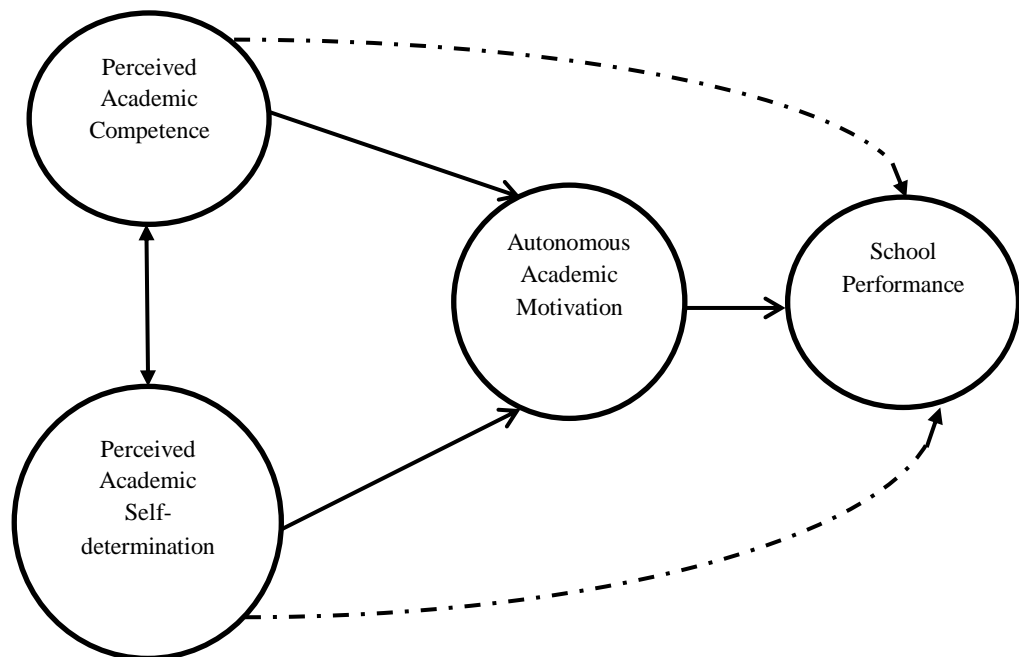 Perceived
Academic
Competence
Autonomous
Academic
Motivation
School
Performance
Perceived
Academic
Self-
determination